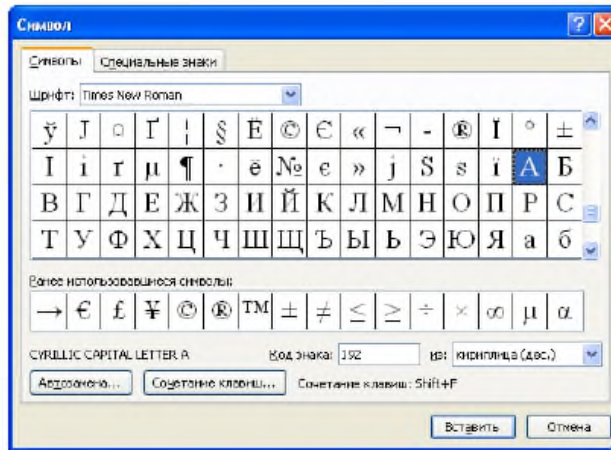 Символ
Символы Специальные знаки
Шрифт: Times New Roman
ў Ј ¤ Ґ ¦ § Ё © Є « ¬ - ® Ї ° ±
І і ґ µ ¶ · ё № є » ј Ѕ ѕ ї А Б
В Г Д Е Ж З И Й К Л М Н О П Р С
Т У Ф Х Ц Ч Ш Щ Ъ Ы Ь Э Ю Я а б
Ранее использовавшиеся символы:
→ € £ ¥ © ® ™ ± ≠ ≤ ≥ ÷ × ∞ µ α
CYRILLIC CAPITAL LETTER A Код знака: 192 из: кириллица (дес.)
Автозамена... Сочетание клавиш... Сочетание клавиш: Shift+F
Вставить Отмена